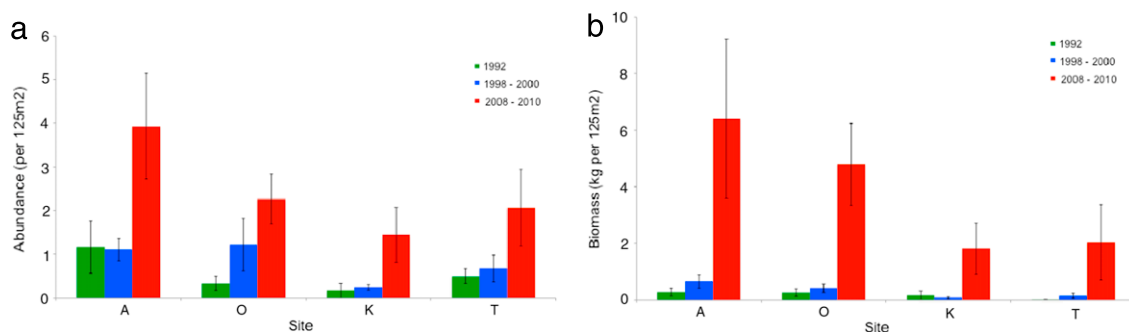 a
6
5
4
3
2
1
0
Abundance (per 125m2)
1992
1998 - 2000
2008 - 2010
A O K T
Site
b
10
8
6
4
2
0
Biomass (kg per 125m2)
1992
1998 - 2000
2008 - 2010
A O K T
Site